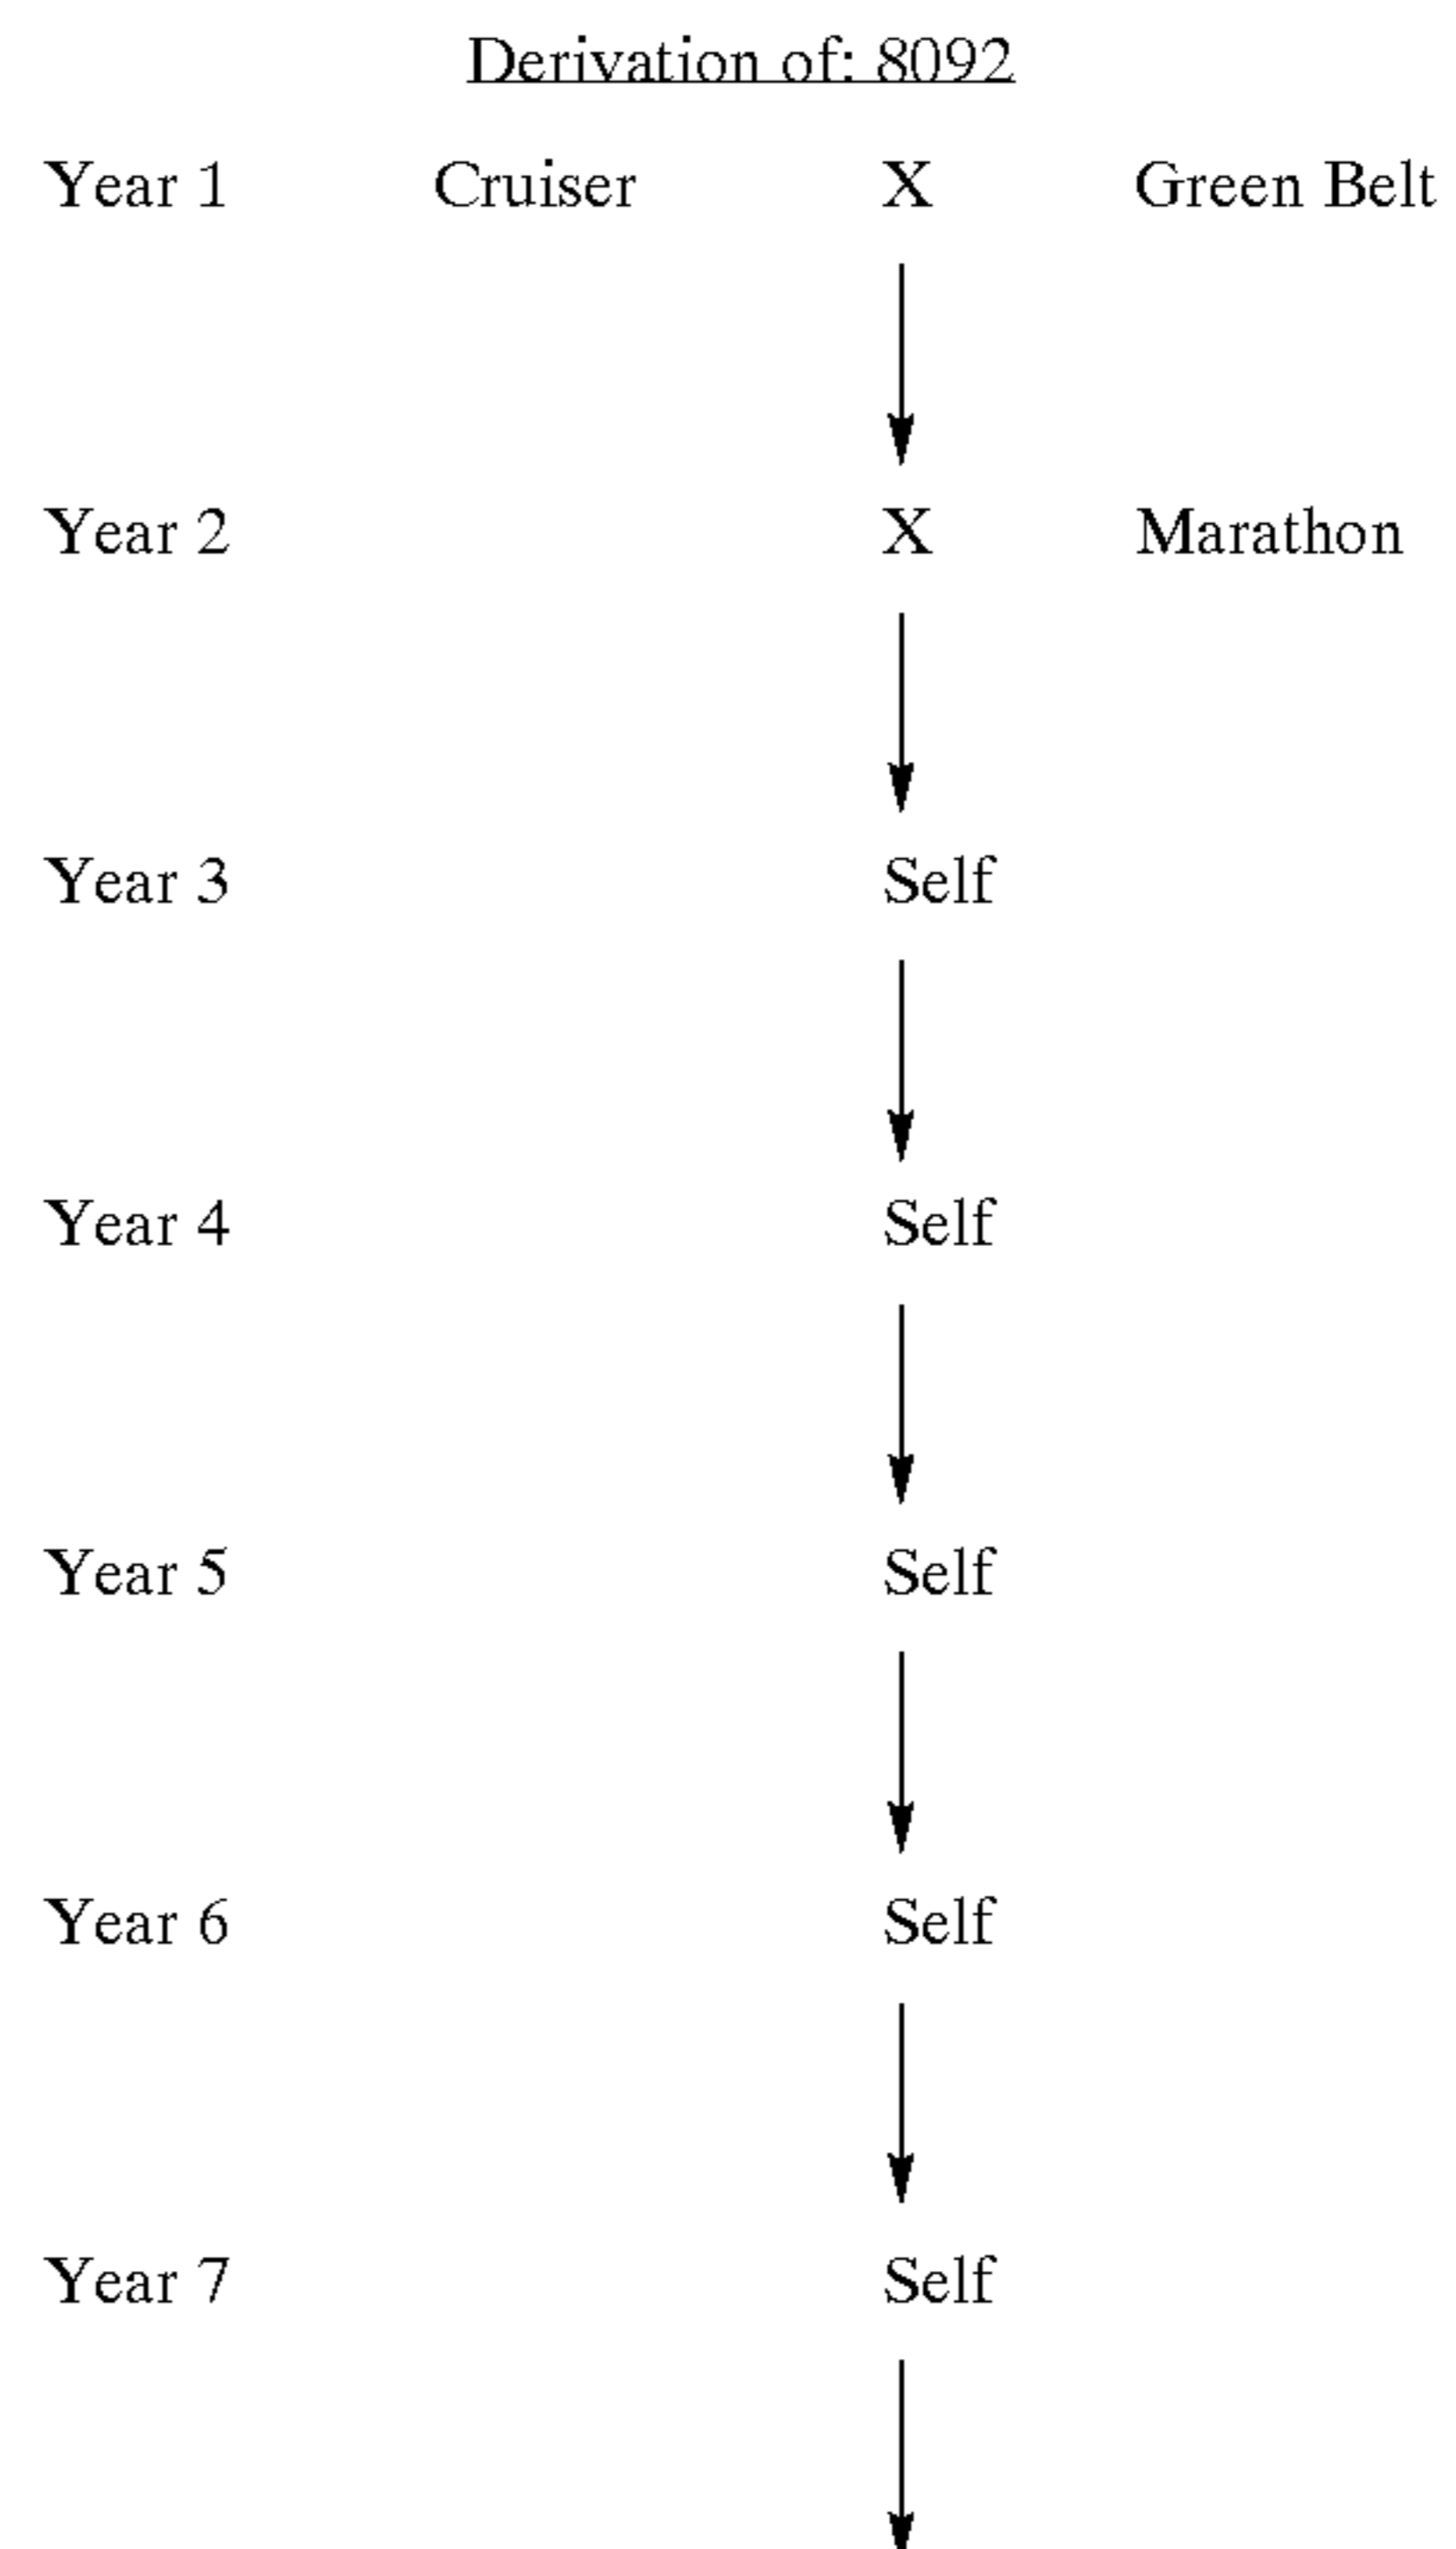 Derivation of: 8092
Year 1 Cruiser X Green Belt
Year 2 X Marathon
Year 3 Self
Year 4 Self
Year 5 Self
Year 6 Self
Year 7 Self